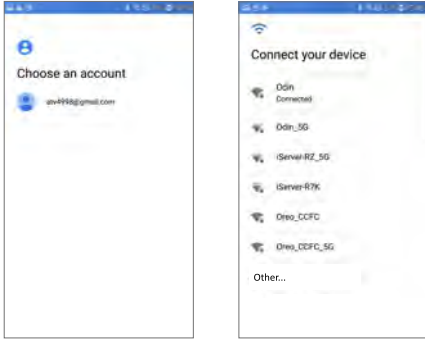 Choose an account
Connect your device
Odin
Connected
Odin_5G
iServer-RZ_5G
iServer-R7K
Oreo_CCFC
Oreo_CCFC_5G
Other...